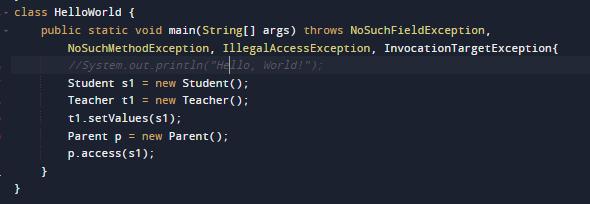 class HelloWorld {
    public static void main(String[] args) throws NoSuchFieldException,
        NoSuchMethodException, IllegalAccessException, InvocationTargetException{
        //System.out.println("Hello, World!");
        Student s1 = new Student();
        Teacher t1 = new Teacher();
        t1.setValues(s1);
        Parent p = new Parent();
        p.access(s1);
    }
}